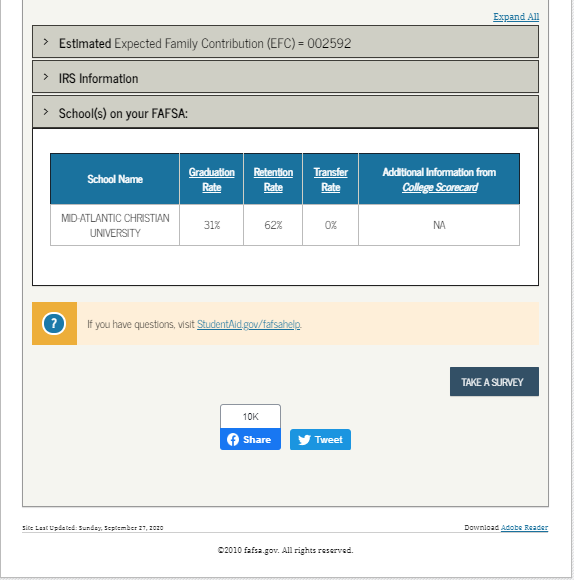 Expand All
Estimated Expected Family Contribution (EFC) = 002592
IRS Information
School(s) on your FAFSA:
School Name
Graduation Rate
Retention Rate
Transfer Rate
Additional Information from College Scorecard
MID-ATLANTIC CHRISTIAN UNIVERSITY
31%
62%
0%
NA
? If you have questions, visit StudentAid.gov/fafsahelp.
TAKE A SURVEY
10K
Share
Tweet
Site Last Updated: Sunday, September 27, 2020
Download Adobe Reader
©2010 fafsa.gov. All rights reserved.